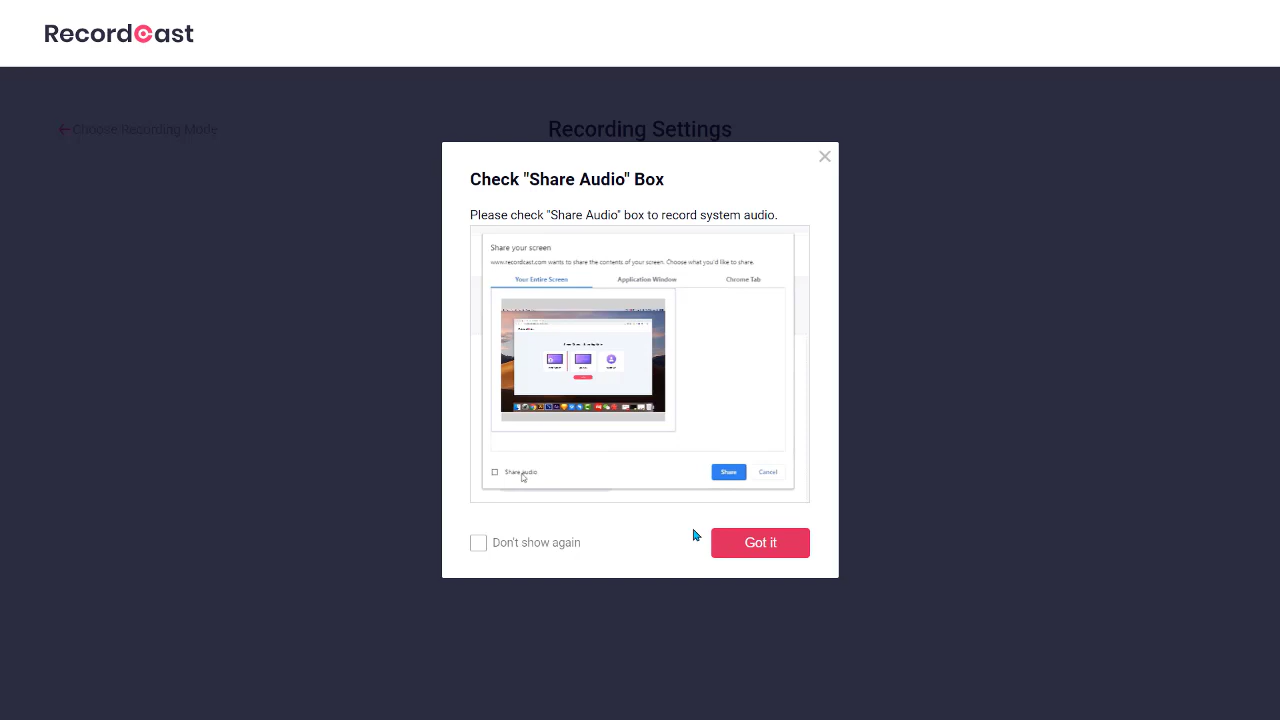 RecordCast
Choose Recording Mode
Recording Settings
Check "Share Audio" Box
Please check "Share Audio" box to record system audio.
Share your screen
www.recordcast.com wants to share the contents of your screen. Choose what you'd like to share.
Your Entire Screen Application Window Chrome Tab
Share audio Share Cancel
Don't show again Got it